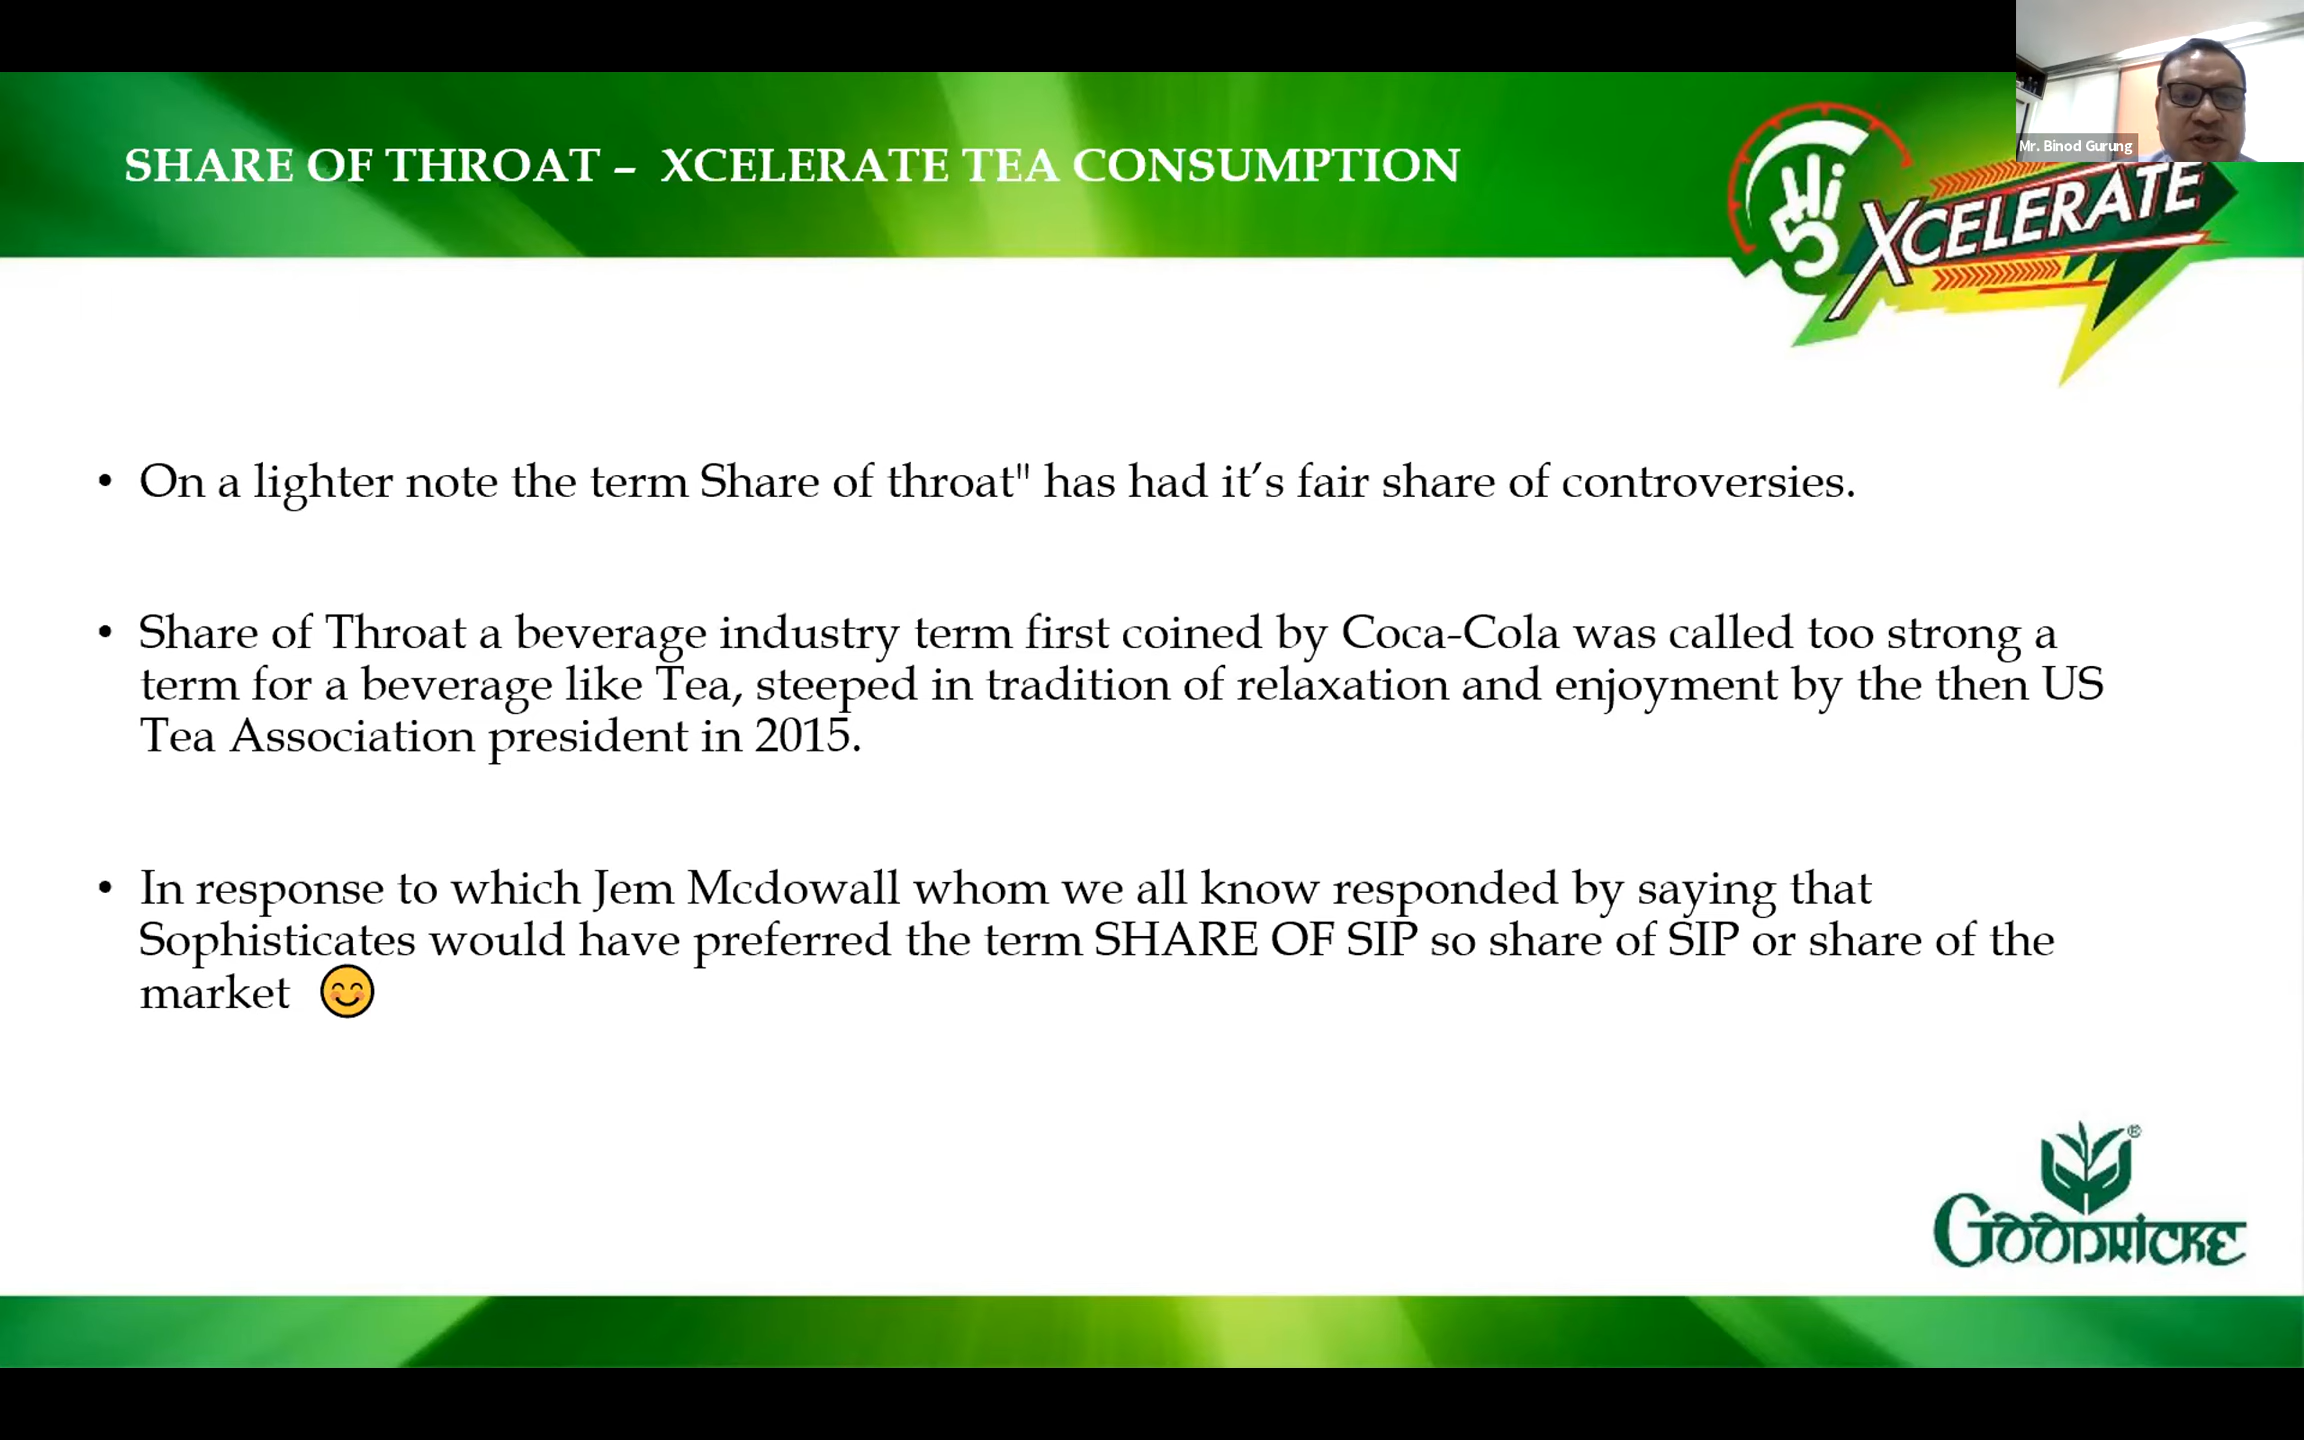 Mr. Binod Gurung
SHARE OF THROAT – XCELERATE TEA CONSUMPTION
Hi
5
XCELERATE
• On a lighter note the term Share of throat" has had it’s fair share of controversies.
• Share of Throat a beverage industry term first coined by Coca-Cola was called too strong a
term for a beverage like Tea, steeped in tradition of relaxation and enjoyment by the then US
Tea Association president in 2015.
• In response to which Jem Mcdowall whom we all know responded by saying that
Sophisticates would have preferred the term SHARE OF SIP so share of SIP or share of the
market 😊
®
GOODRICKE